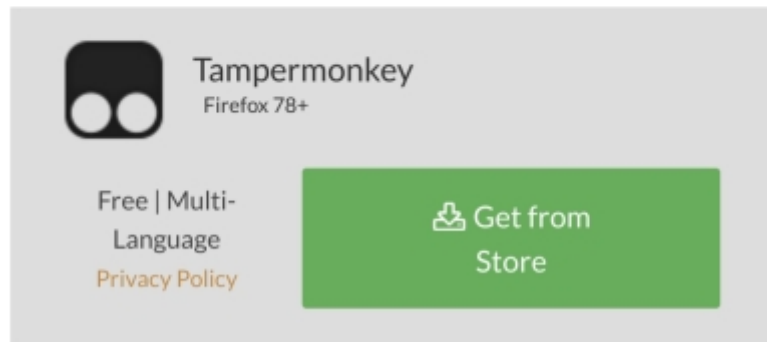 Tampermonkey
Firefox 78+
Free | Multi-
Language
Privacy Policy
Get from
Store